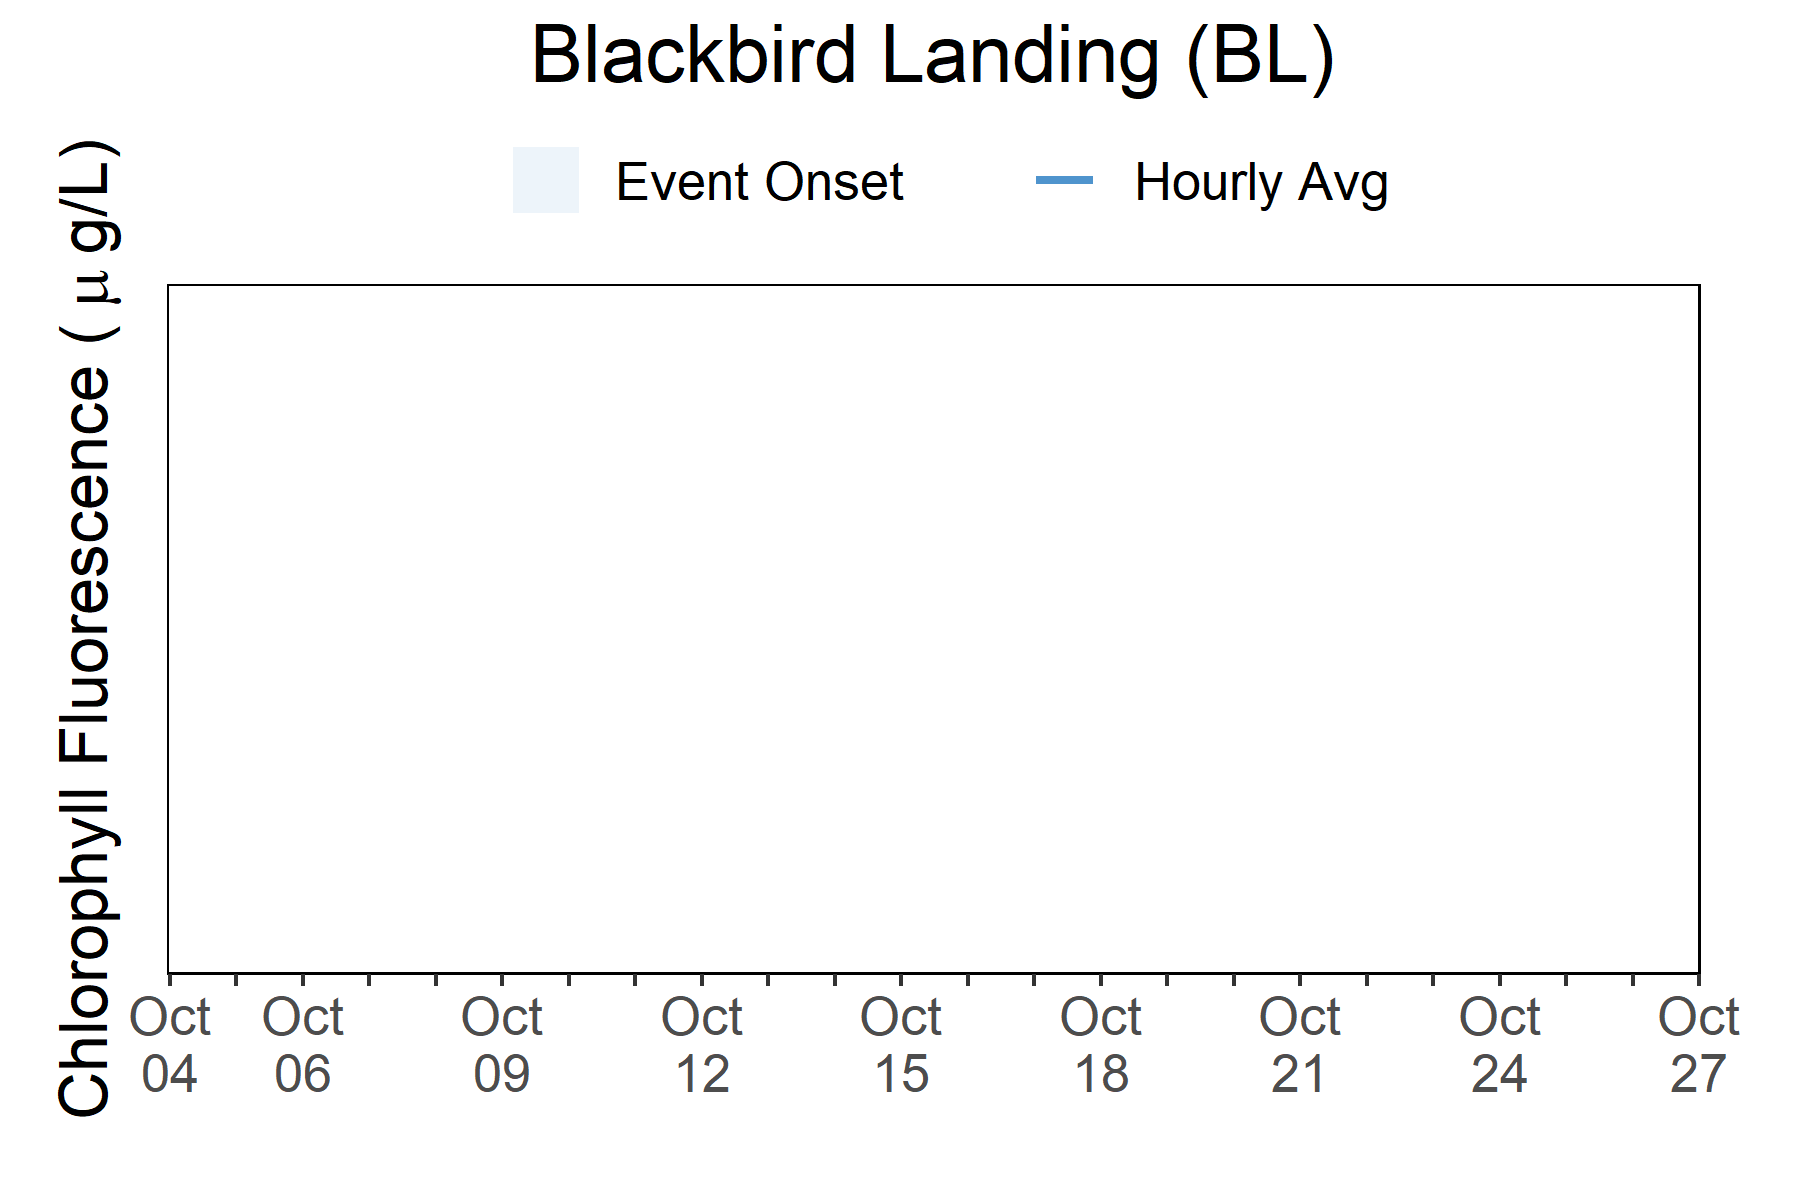 Blackbird Landing (BL)
Event Onset
Hourly Avg
Chlorophyll Fluorescence ( μ g/L)
Oct 04
Oct 06
Oct 09
Oct 12
Oct 15
Oct 18
Oct 21
Oct 24
Oct 27